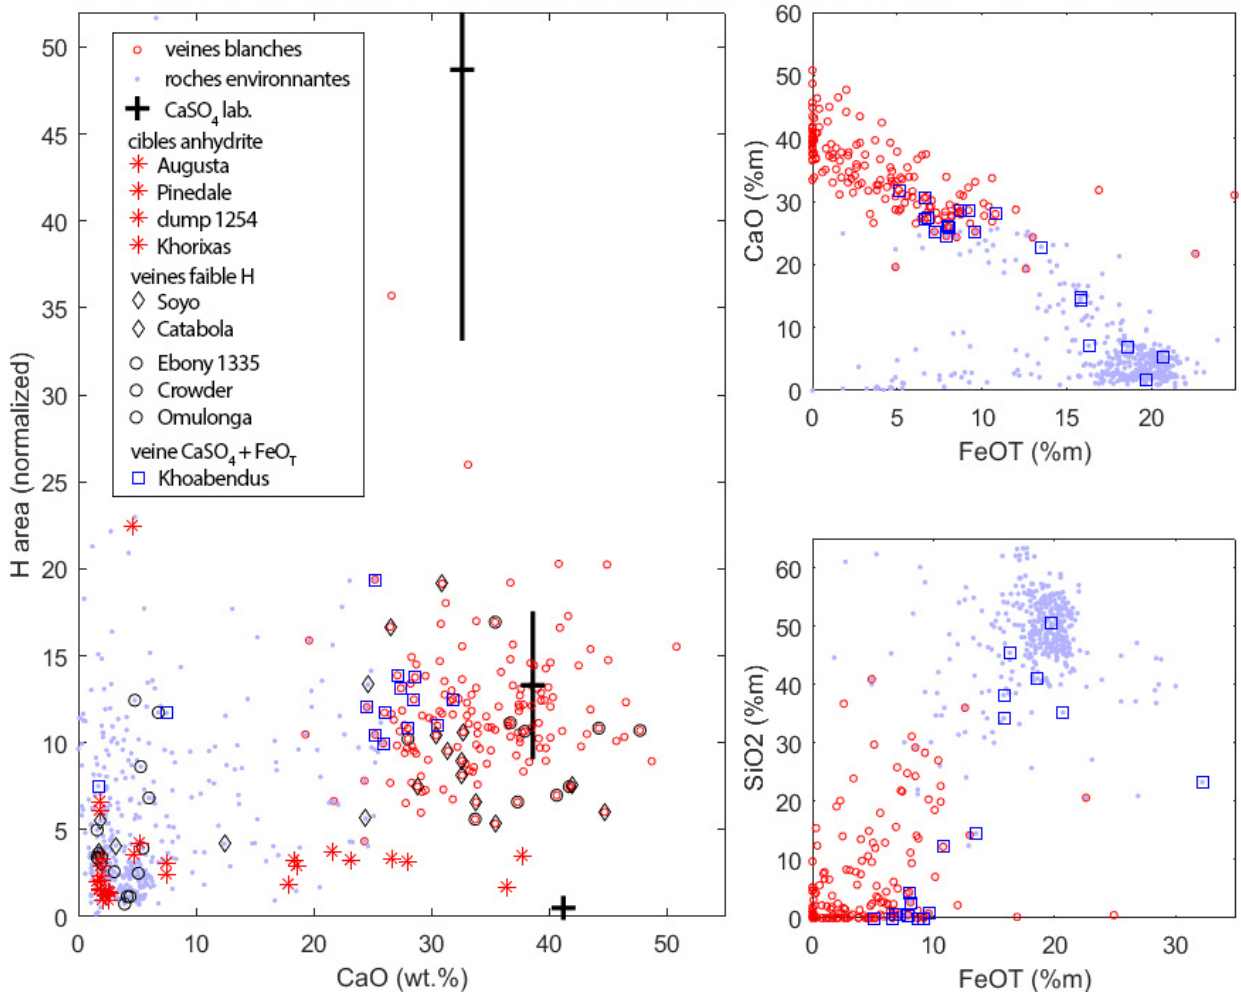 50
45
40
35
30
25
20
15
10
5
0
H area (normalized)
veines blanches
roches environnantes
CaSO4 lab.
cibles anhydrite
Augusta
Pinedale
dump 1254
Khorixas
veines faible H
Soyo
Catabola
Ebony 1335
Crowder
Omulonga
veine CaSO4 + FeOT
Khoabendus
0 10 20 30 40 50
CaO (wt.%)
60
50
40
30
20
10
0
CaO (%m)
0 5 10 15 20
FeOT (%m)
60
50
40
30
20
10
0
SiO2 (%m)
0 10 20 30
FeOT (%m)